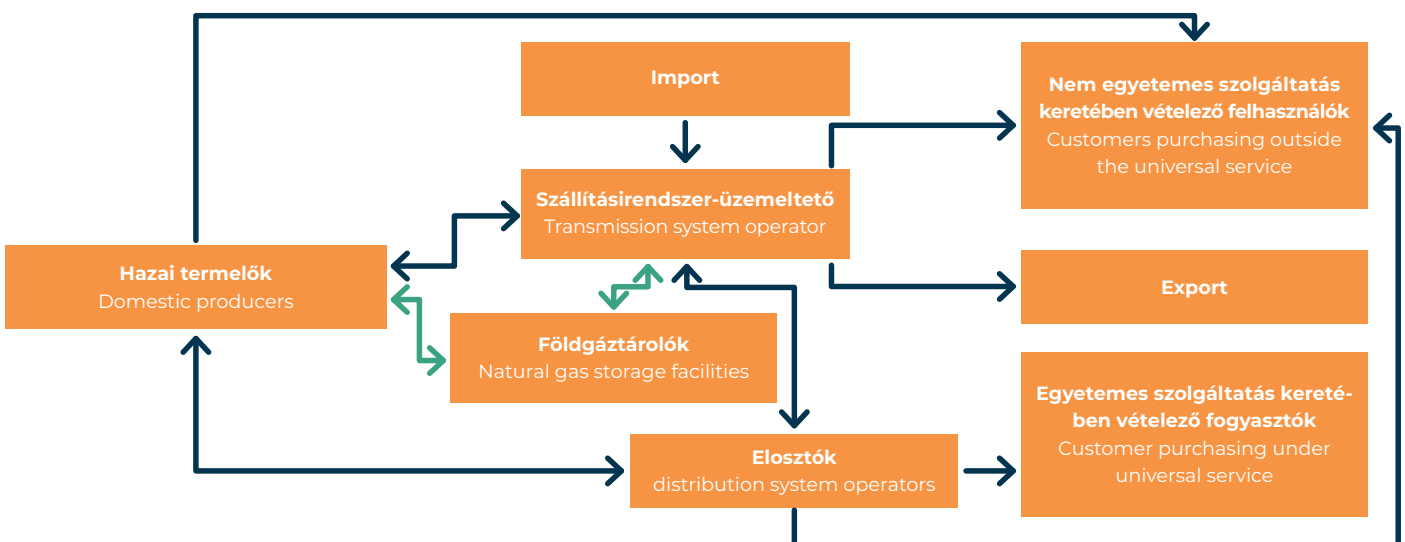 Import
Nem egyetemes szolgáltatás
keretében vételező felhasználók
Customers purchasing outside
the universal service
Szállításirendszer-üzemeltető
Transmission system operator
Hazai termelők
Domestic producers
Export
Földgáztárolók
Natural gas storage facilities
Egyetemes szolgáltatás kereté-
ben vételező fogyasztók
Customer purchasing under
universal service
Elosztók
distribution system operators